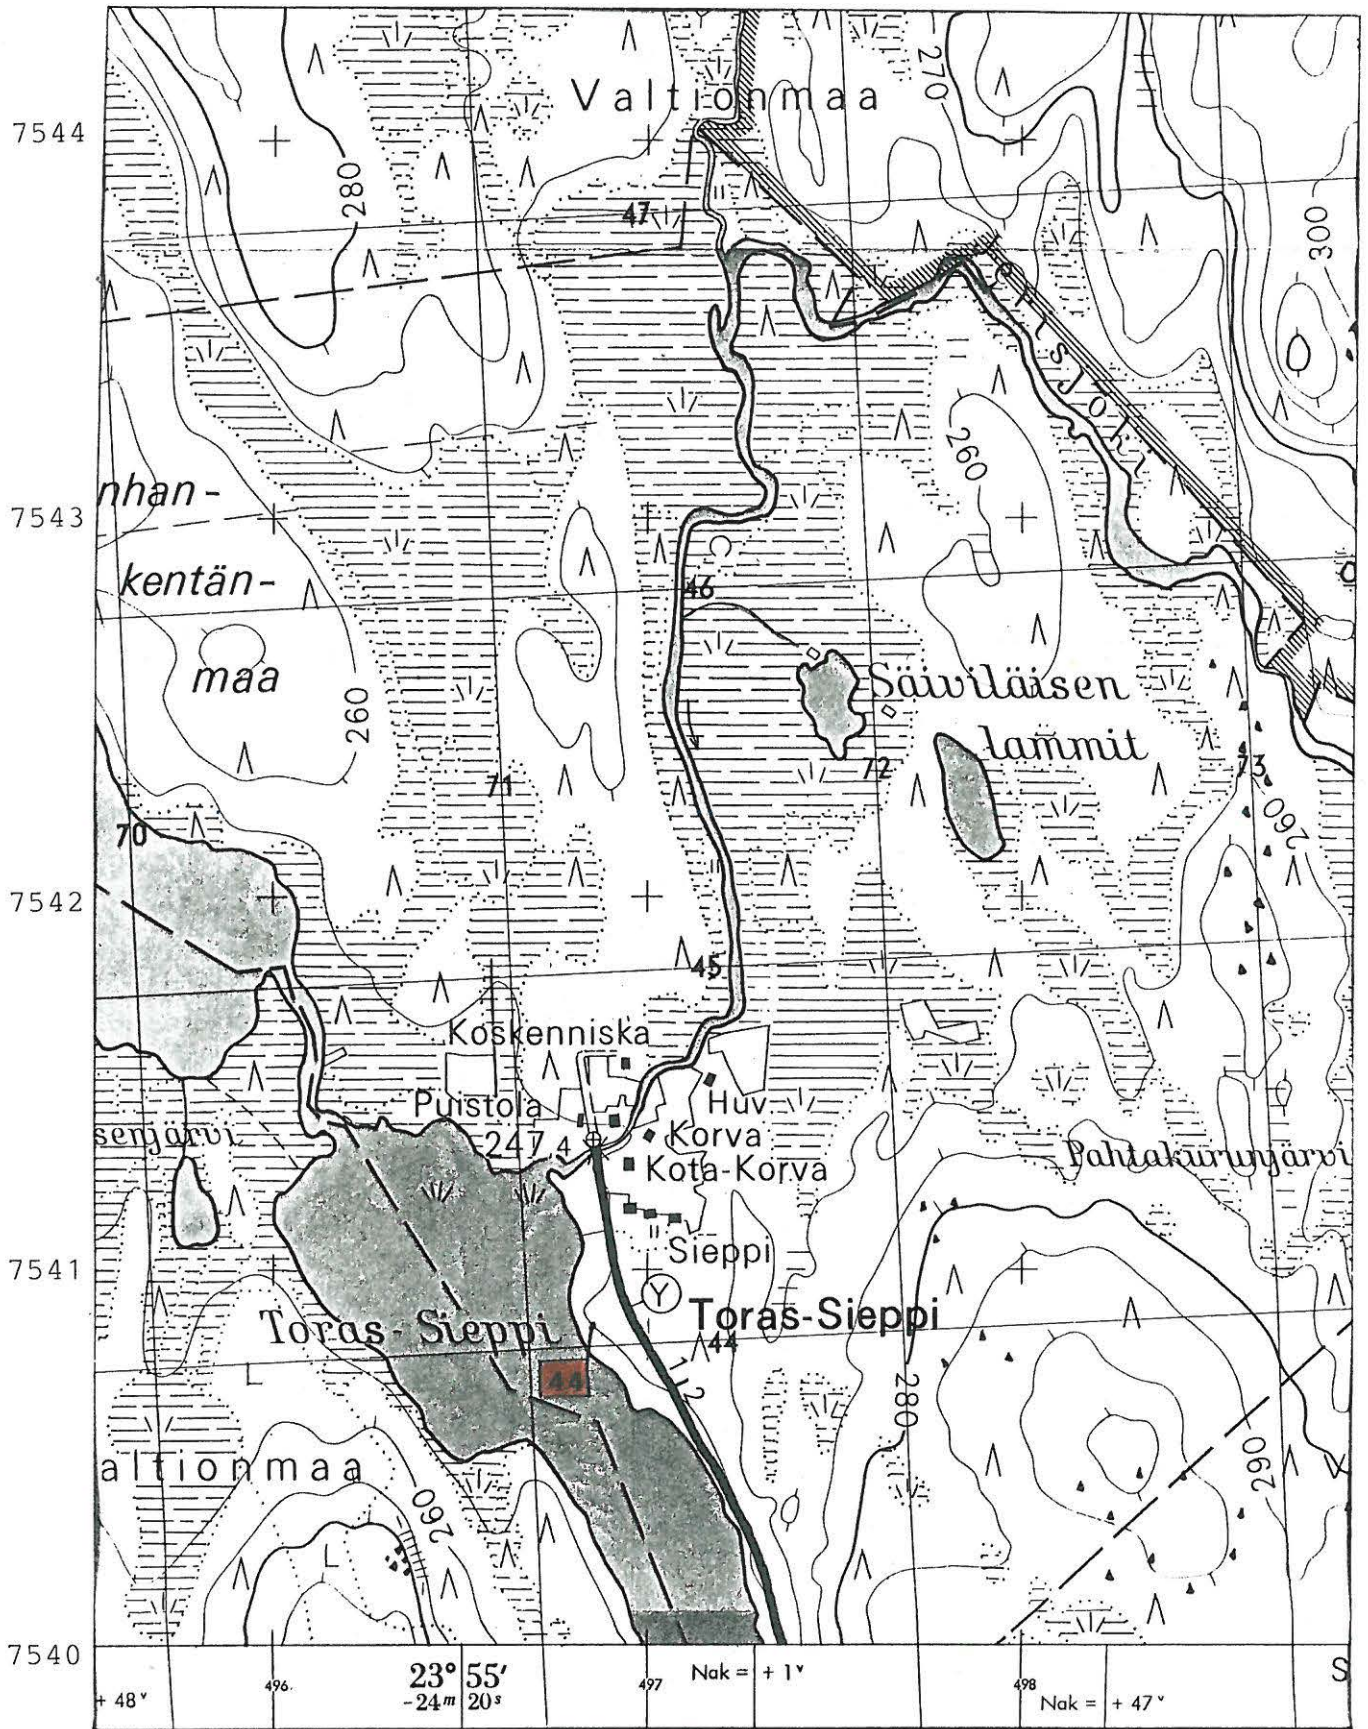 Valtionmaa
270
7544
280
47
300
nhan-
7543
260
kentän-
46
maa
Säiviläisen
260
lammit
72
73
71
70
260
7542
45
Koskenniska
Puistola
Huv.
senjärvi
247,4
Korva
Kota-Korva
Pahtakurunjärvi
Sieppi
7541
Y
Toras-Sieppi
Toras-Sieppi
44
44
112
280
290
altionmaa
260
L
L
7540
+ 48ᵛ
496
23° 55′
-24ᵐ 20ˢ
497
Nak = + 1ᵛ
498
Nak = + 47ᵛ
S